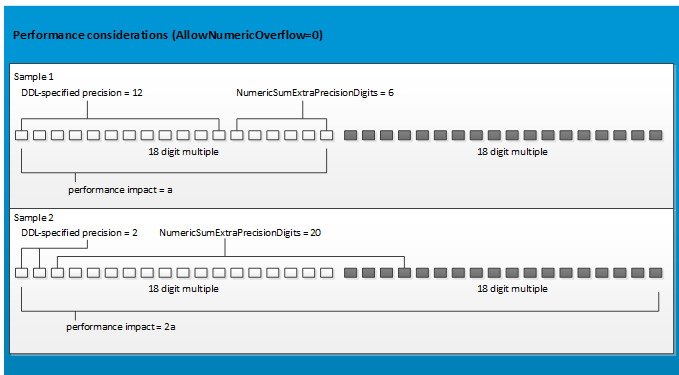 Performance considerations (AllowNumericOverflow=0)
Sample 1
DDL-specified precision = 12 NumericSumExtraPrecisionDigits = 6
18 digit multiple 18 digit multiple
performance impact = a
Sample 2
DDL-specified precision = 2 NumericSumExtraPrecisionDigits = 20
18 digit multiple 18 digit multiple
performance impact = 2a